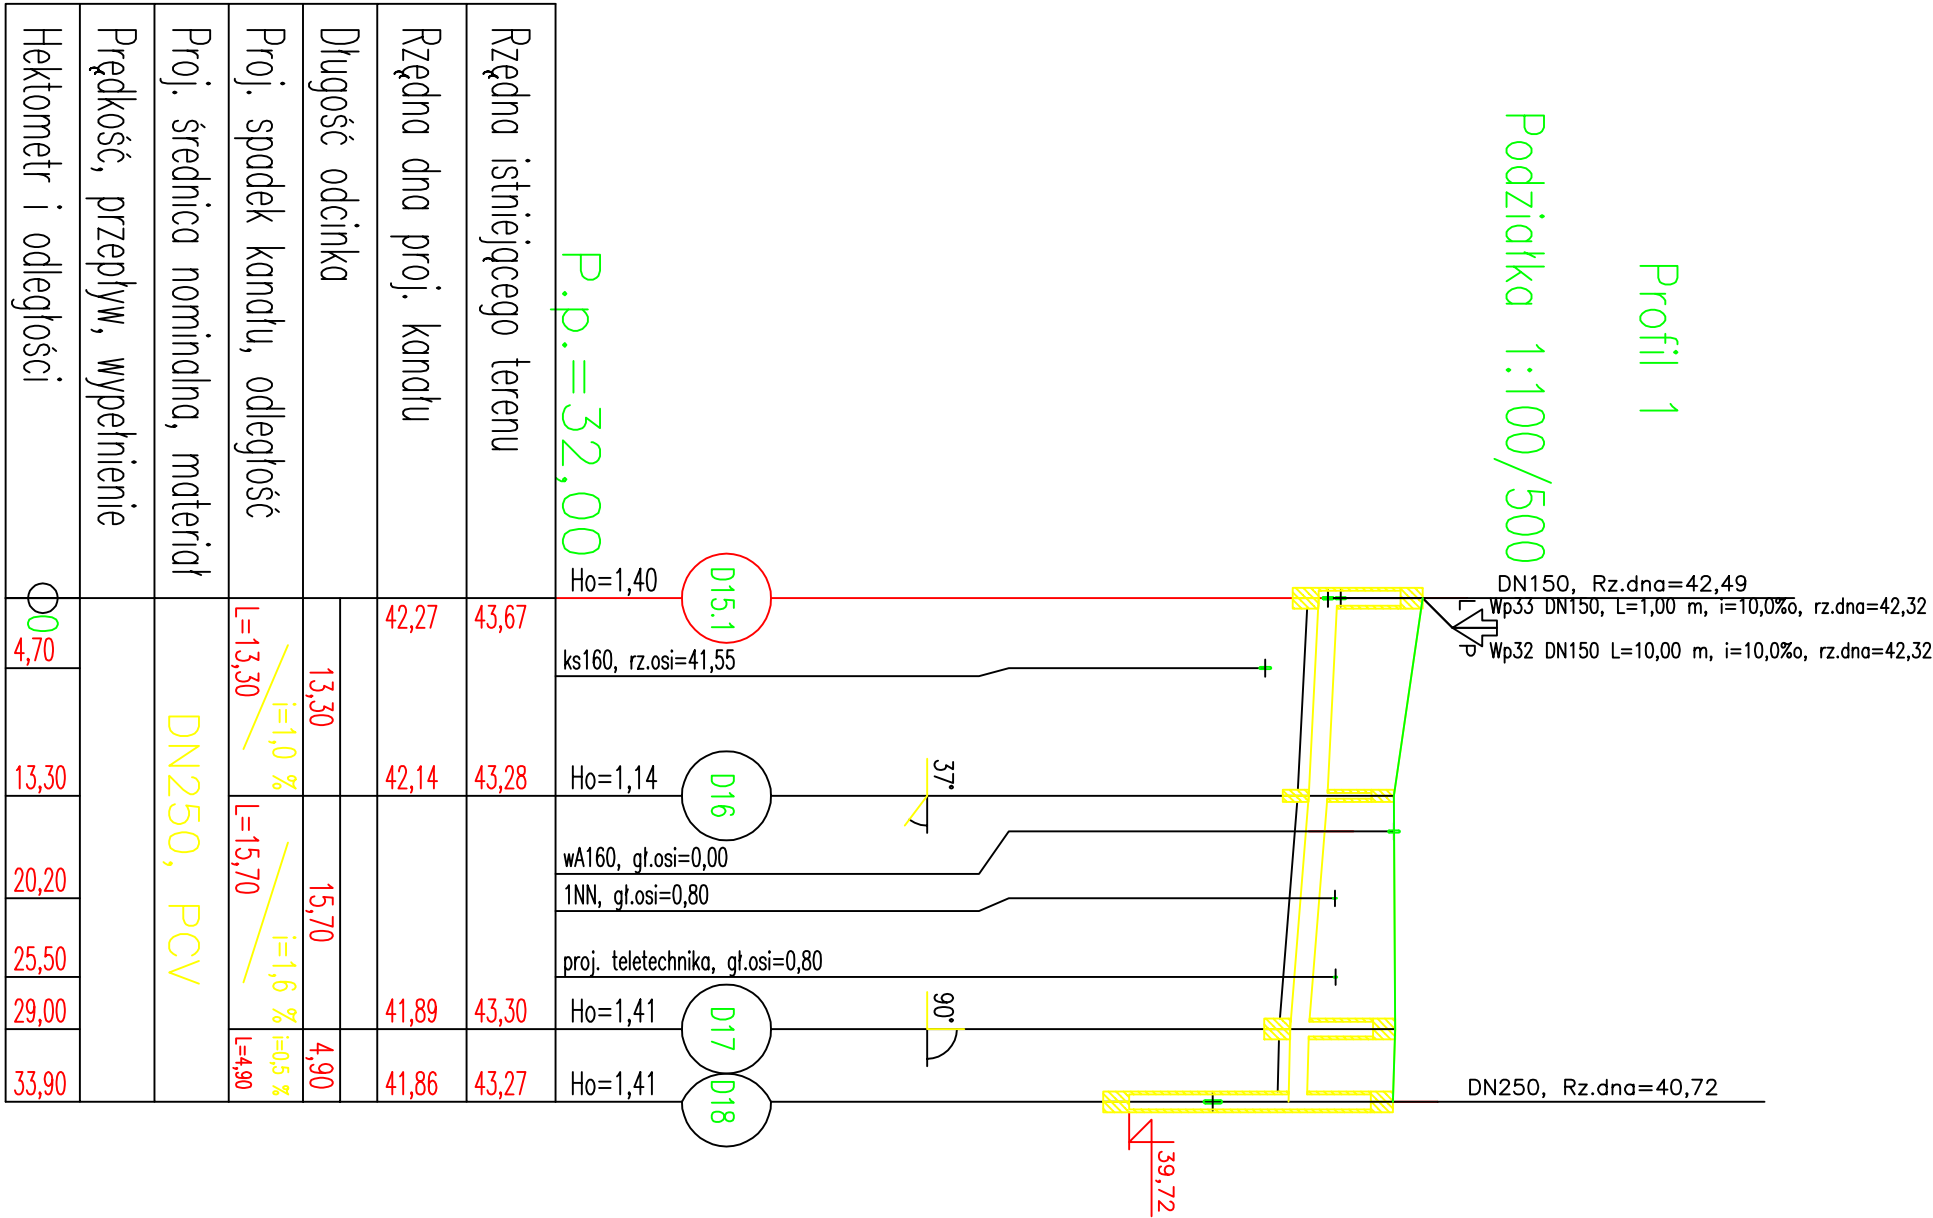 Profil 1
Podziałka 1:100/500
P.p.=32,00
DN150, Rz.dna=42,49
L Wp33 DN150, L=1,00 m, i=10,0%o, rz.dna=42,32
P Wp32 DN150 L=10,00 m, i=10,0%o, rz.dna=42,32
DN250, Rz.dna=40,72
39,72
37°
90°
D15.1
D16
D17
D18
Ho=1,40
ks160, rz.osi=41,55
Ho=1,14
wA160, gł.osi=0,00
1NN, gł.osi=0,80
proj. teletechnika, gł.osi=0,80
Ho=1,41
Ho=1,41
Rzędna istniejącego terenu
43,67 43,28 43,30 43,27
Rzędna dna proj. kanału
42,27 42,14 41,89 41,86
Długość odcinka
13,30 15,70 4,90
Proj. spadek kanału, odległość
i=1,0 % i=1,6 % i=0,5 %
L=13,30 L=15,70 L=4,90
Proj. średnica nominalna, materiał
DN250, PCV
Prędkość, przepływ, wypełnienie
Hektometr i odległości
00 4,70 13,30 20,20 25,50 29,00 33,90